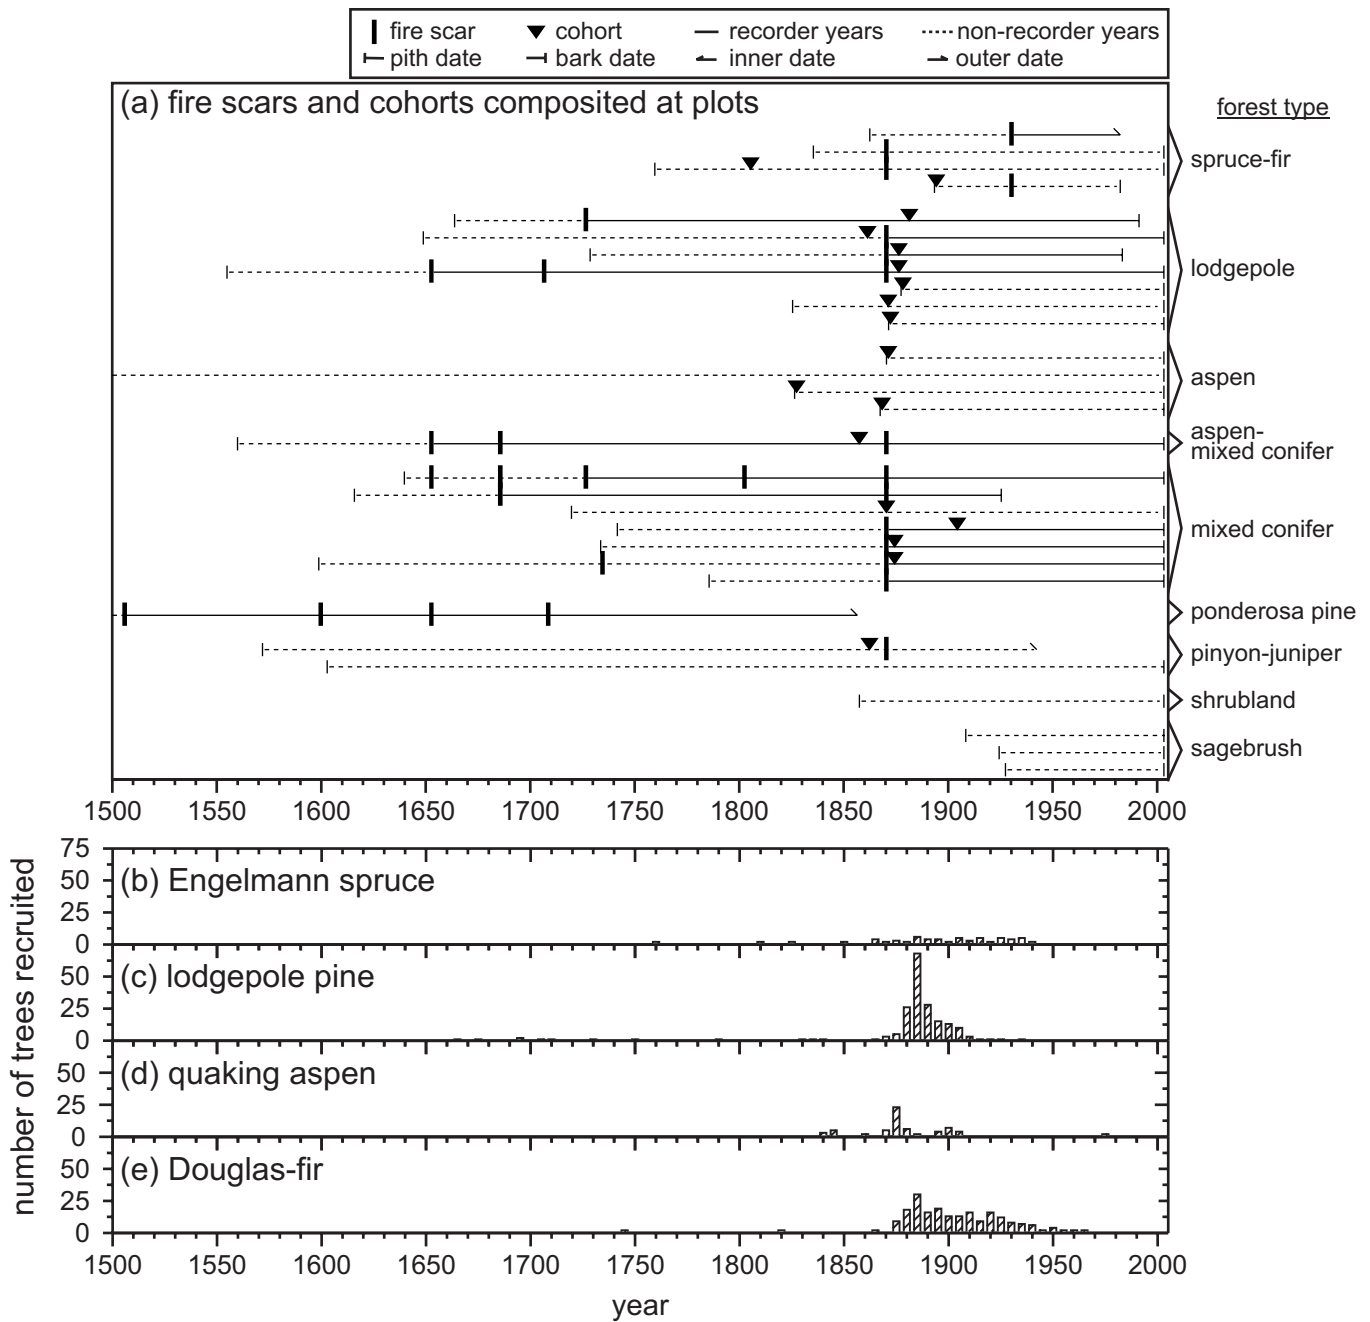 fire scar cohort recorder years non-recorder years
pith date bark date inner date outer date
(a) fire scars and cohorts composited at plots
forest type
spruce-fir
lodgepole
aspen
aspen-
mixed conifer
mixed conifer
ponderosa pine
pinyon-juniper
shrubland
sagebrush
1500 1550 1600 1650 1700 1750 1800 1850 1900 1950 2000
number of trees recruited
75
50
25
0
(b) Engelmann spruce
50
25
0
(c) lodgepole pine
50
25
0
(d) quaking aspen
50
25
0
(e) Douglas-fir
1500 1550 1600 1650 1700 1750 1800 1850 1900 1950 2000
year